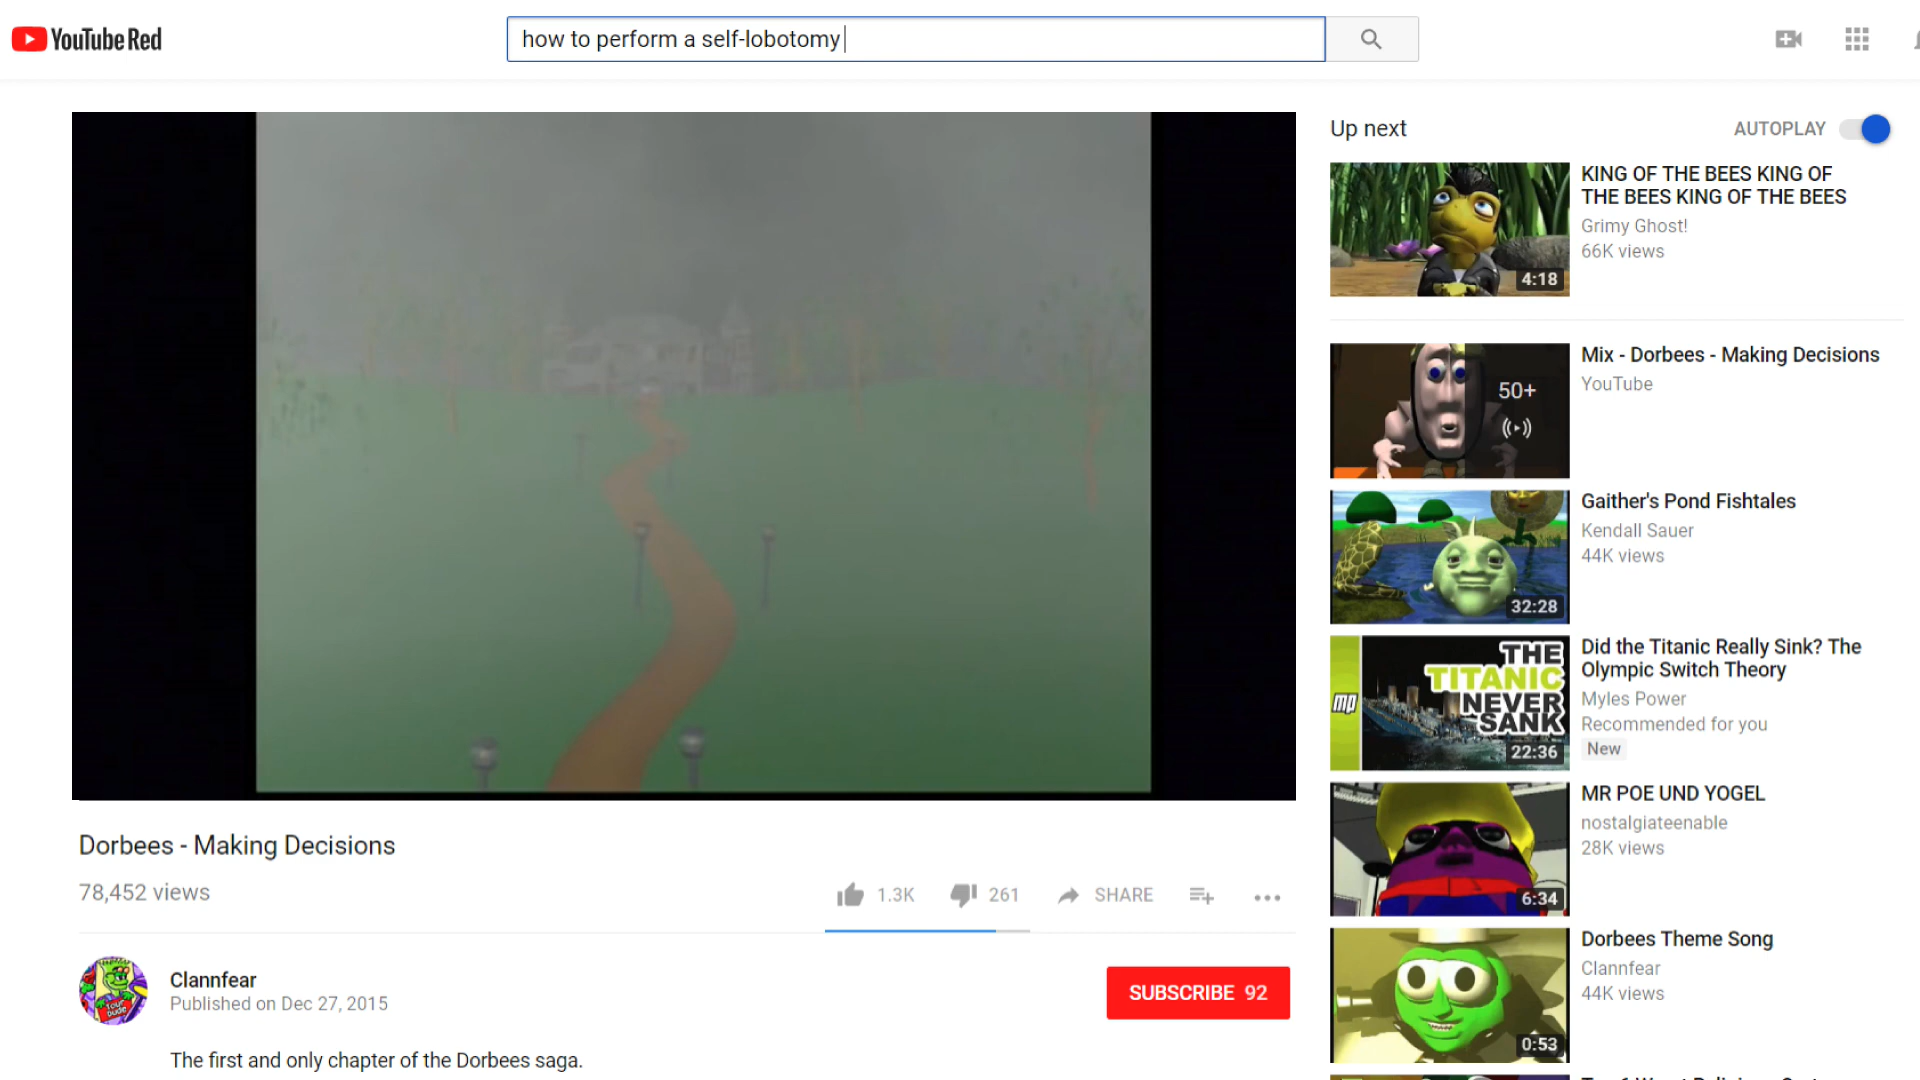 YouTube Red
how to perform a self-lobotomy
Up next
AUTOPLAY
KING OF THE BEES KING OF
THE BEES KING OF THE BEES
Grimy Ghost!
66K views
4:18
Mix - Dorbees - Making Decisions
YouTube
50+
Gaither's Pond Fishtales
Kendall Sauer
44K views
32:28
Did the Titanic Really Sink? The
Olympic Switch Theory
Myles Power
Recommended for you
New
mp
THE
TITANIC
NEVER
SANK
22:36
MR POE UND YOGEL
nostalgiateenable
28K views
6:34
Dorbees Theme Song
Clannfear
44K views
0:53
Dorbees - Making Decisions
78,452 views
1.3K
261
SHARE
Clannfear
Published on Dec 27, 2015
SUBSCRIBE 92
The first and only chapter of the Dorbees saga.